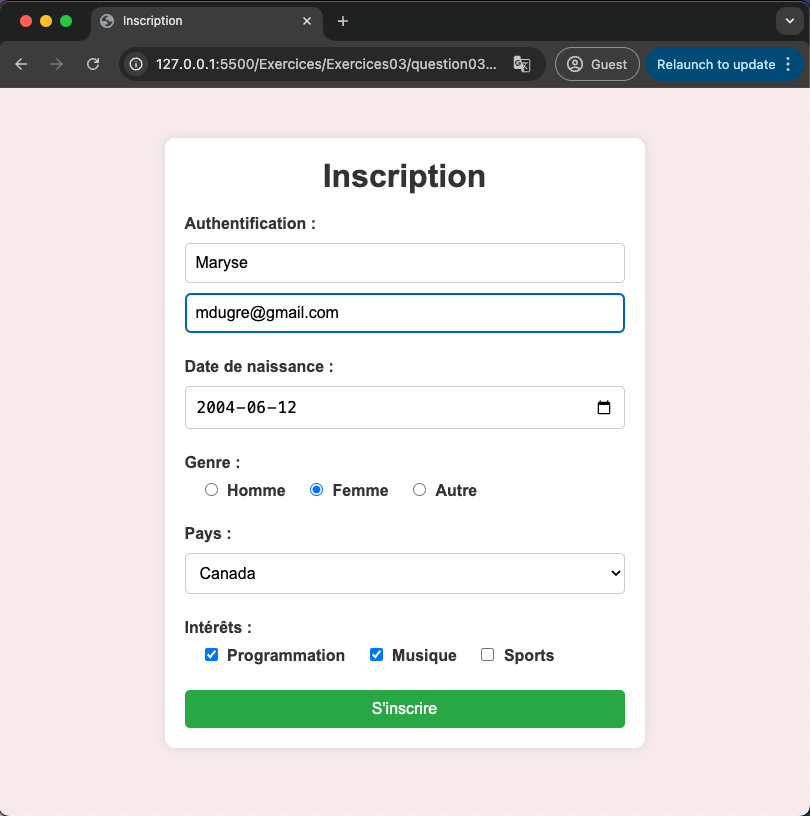 Inscription
127.0.0.1:5500/Exercices/Exercices03/question03...
Guest
Relaunch to update
Inscription
Authentification :
Maryse
mdugre@gmail.com
Date de naissance :
2004-06-12
Genre :
Homme Femme Autre
Pays :
Canada
Intérêts :
Programmation Musique Sports
S'inscrire